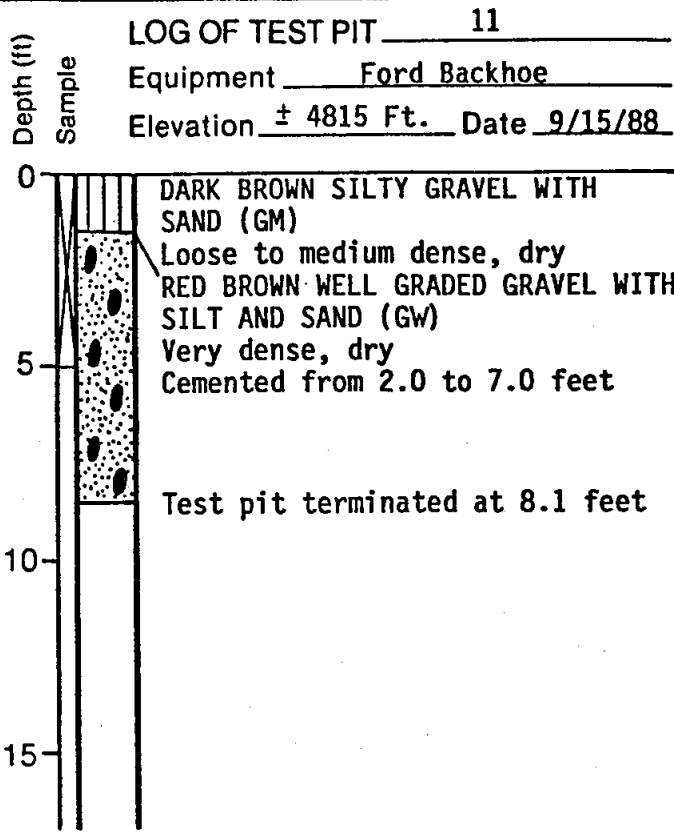 LOG OF TEST PIT 11
Equipment Ford Backhoe
Elevation ± 4815 Ft. Date 9/15/88
Depth (ft)
Sample
0
DARK BROWN SILTY GRAVEL WITH
SAND (GM)
Loose to medium dense, dry
RED BROWN WELL GRADED GRAVEL WITH
SILT AND SAND (GW)
Very dense, dry
5
Cemented from 2.0 to 7.0 feet
Test pit terminated at 8.1 feet
10
15